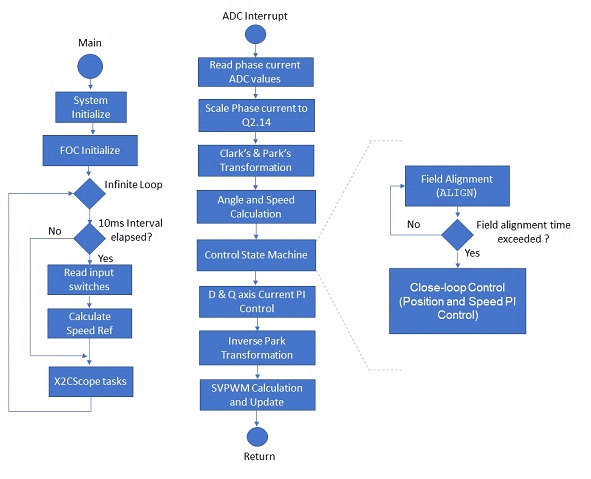 Main
System
Initialize
FOC Initialize
Infinite Loop
10ms Interval
elapsed?
No
Yes
Read input
switches
Calculate
Speed Ref
X2CScope tasks
ADC Interrupt
Read phase current
ADC values
Scale Phase current to
Q2.14
Clark's & Park's
Transformation
Angle and Speed
Calculation
Control State Machine
D & Q axis Current PI
Control
Inverse Park
Transformation
SVPWM Calculation
and Update
Return
Field Alignment
(ALIGN)
No
Field alignment time
exceeded ?
Yes
Close-loop Control
(Position and Speed PI
Control)